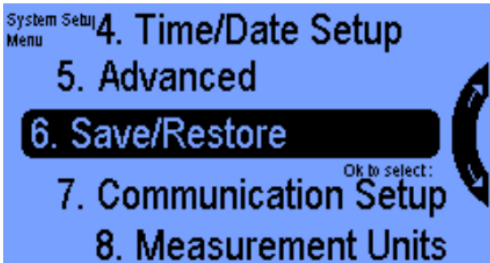 System Setup
Menu
4. Time/Date Setup
5. Advanced
6. Save/Restore
Ok to select:
7. Communication Setup
8. Measurement Units